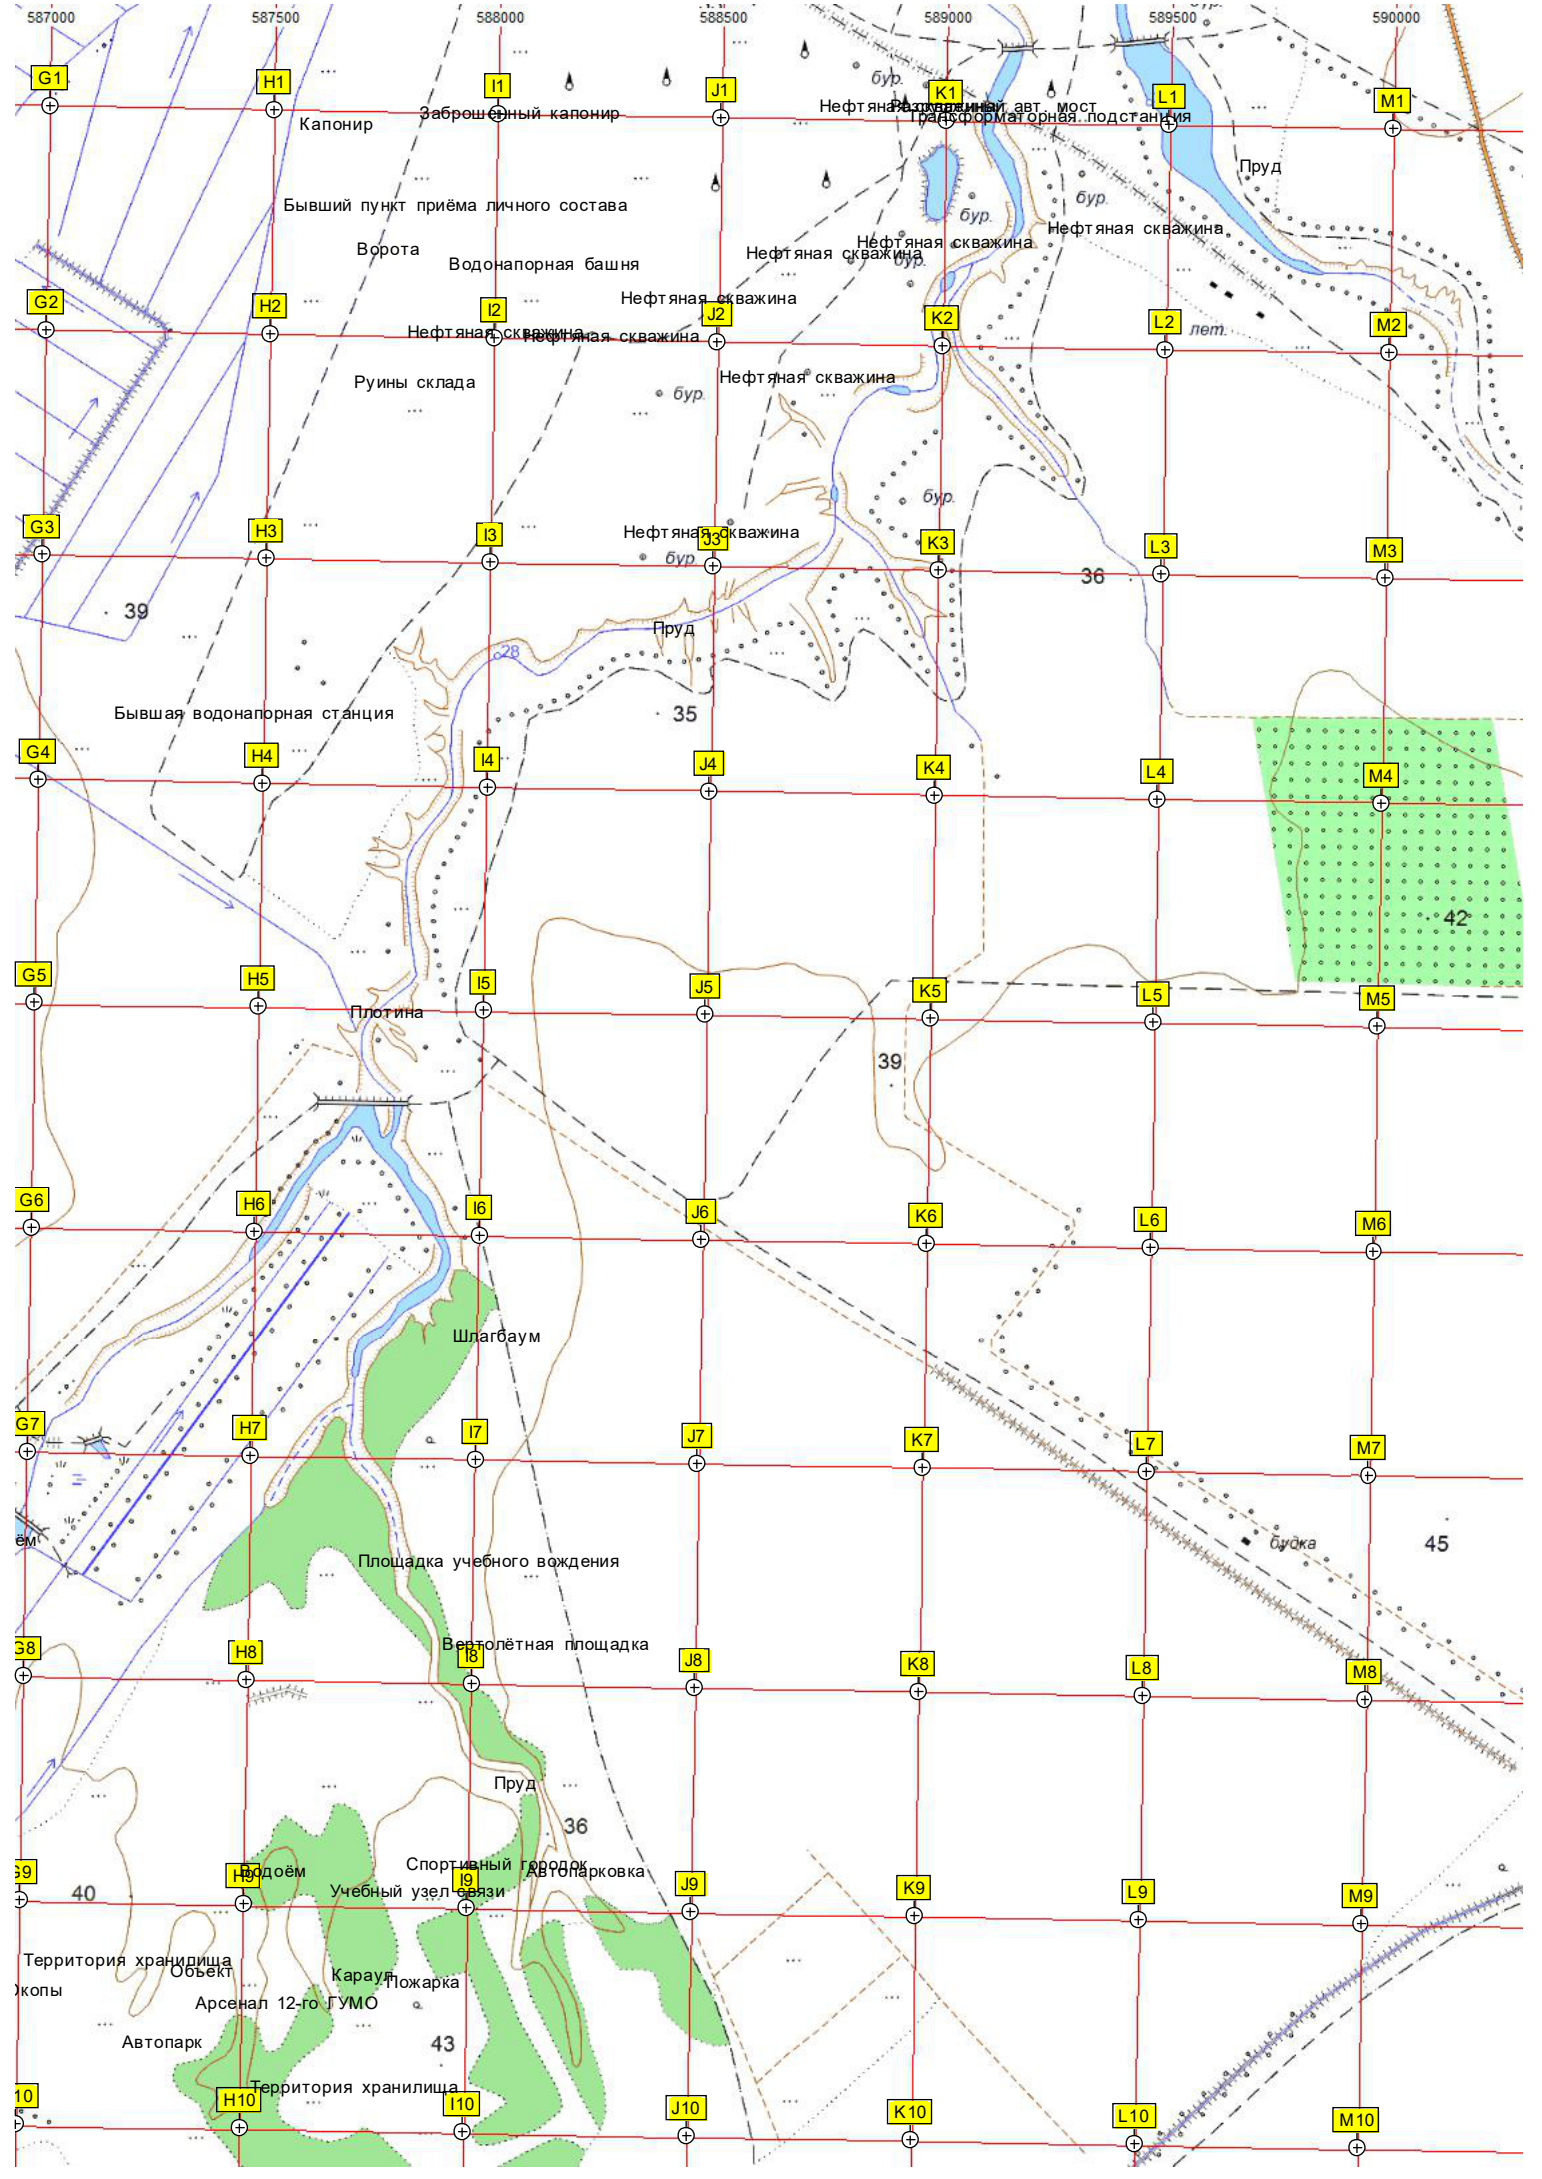 587000 587500 588000 588500 589000 589500 590000
бур.
G1 H1 I1 J1 K1 L1 M1
Капонир
Заброшенный капонир
Трансформаторная подстанция
авт. мост
Пруд
бур.
бур.
Бывший пункт приёма личного состава
Нефтяная скважина
Нефтяная скважина
Ворота
Нефтяная скважина
бур.
Водонапорная башня
Нефтяная скважина
G2 H2 I2 J2 K2 L2 M2
лет.
Нефтяная скважина
Нефтяная скважина
Руины склада
Нефтяная скважина
бур.
бур.
G3 H3 I3 J3 K3 L3 M3
Нефтяная скважина
бур.
36
39
Пруд
28
35
Бывшая водонапорная станция
G4 H4 I4 J4 K4 L4 M4
42
G5 H5 I5 J5 K5 L5 M5
Плотина
39
G6 H6 I6 J6 K6 L6 M6
Шлагбаум
G7 H7 I7 J7 K7 L7 M7
ём
будка
45
Площадка учебного вождения
Вертолётная площадка
G8 H8 I8 J8 K8 L8 M8
Пруд
36
G9 H9 I9 J9 K9 L9 M9
Водоём
Спортивный городок
Автопарковка
40
Учебный узел связи
Территория хранилища
Объект
Караул
Пожарка
Окопы
Арсенал 12-го ГУМО
Автопарк
43
Территория хранилища
10 H10 I10 J10 K10 L10 M10